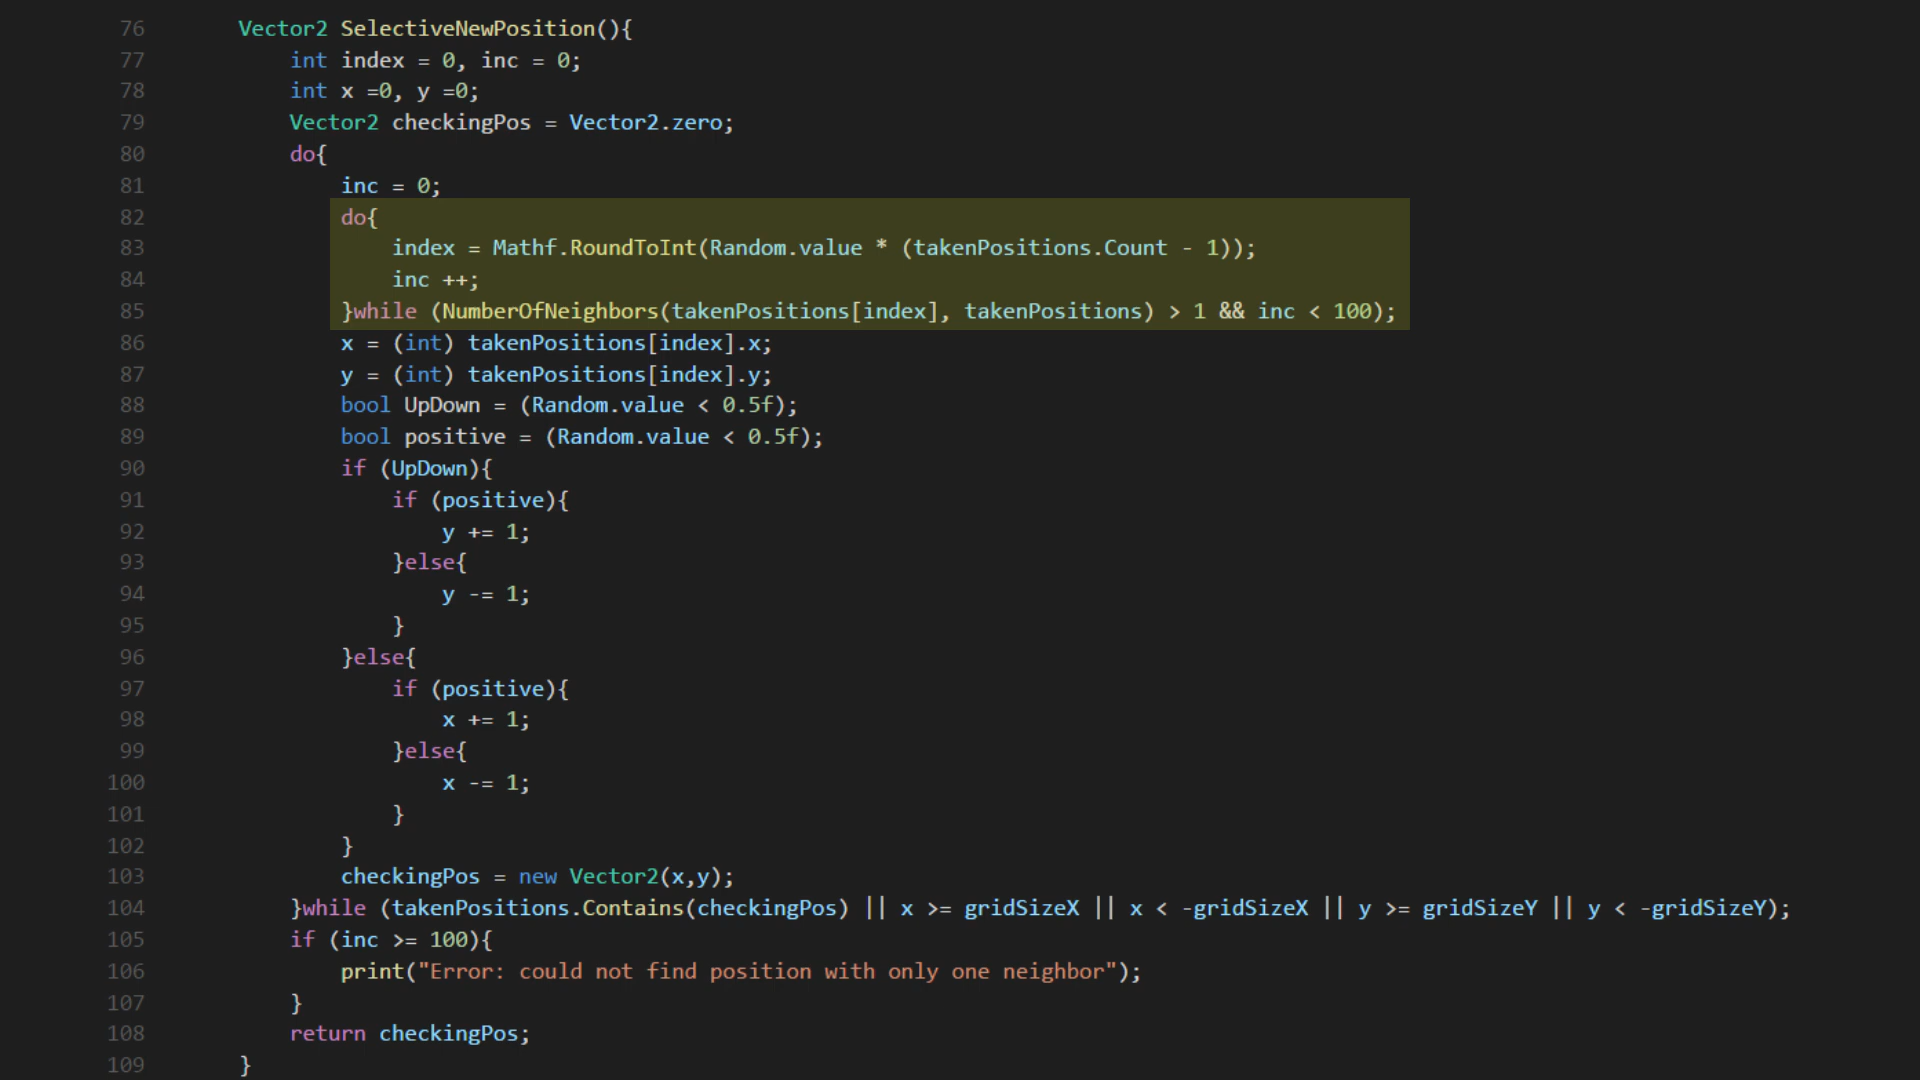 76 Vector2 SelectiveNewPosition(){
77 int index = 0, inc = 0;
78 int x =0, y =0;
79 Vector2 checkingPos = Vector2.zero;
80 do{
81 inc = 0;
82 do{
83 index = Mathf.RoundToInt(Random.value * (takenPositions.Count - 1));
84 inc ++;
85 }while (NumberOfNeighbors(takenPositions[index], takenPositions) > 1 && inc < 100);
86 x = (int) takenPositions[index].x;
87 y = (int) takenPositions[index].y;
88 bool UpDown = (Random.value < 0.5f);
89 bool positive = (Random.value < 0.5f);
90 if (UpDown){
91 if (positive){
92 y += 1;
93 }else{
94 y -= 1;
95 }
96 }else{
97 if (positive){
98 x += 1;
99 }else{
100 x -= 1;
101 }
102 }
103 checkingPos = new Vector2(x,y);
104 }while (takenPositions.Contains(checkingPos) || x >= gridSizeX || x < -gridSizeX || y >= gridSizeY || y < -gridSizeY);
105 if (inc >= 100){
106 print("Error: could not find position with only one neighbor");
107 }
108 return checkingPos;
109 }